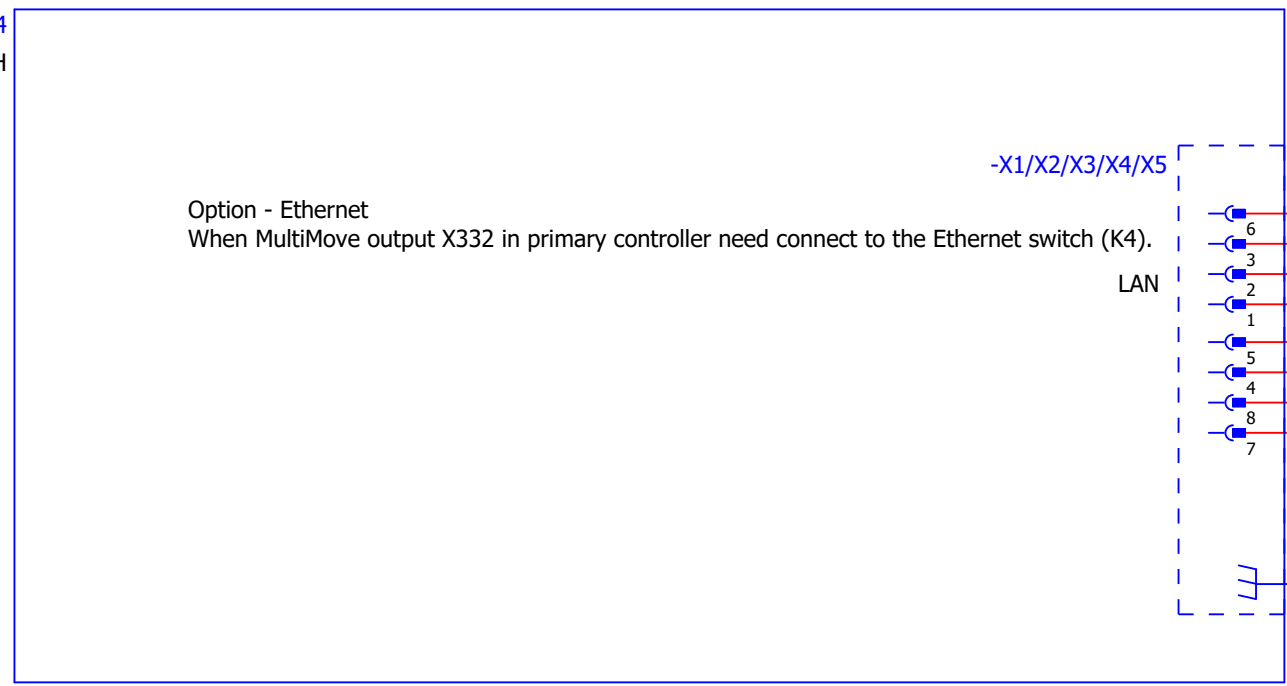 4
H
-X1/X2/X3/X4/X5
Option - Ethernet
When MultiMove output X332 in primary controller need connect to the Ethernet switch (K4).
LAN
6
3
2
1
5
4
8
7